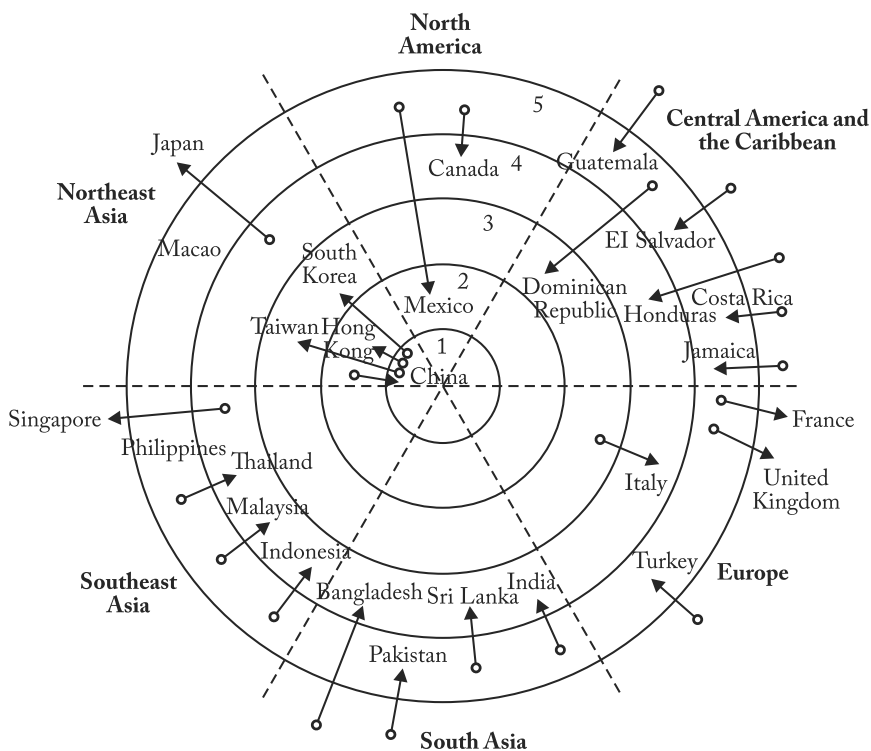 North
America
5
Central America and
the Caribbean
Japan
Guatemala
Canada 4
Northeast
Asia
3
EI Salvador
Macao
South
Korea
2
Dominican
Republic
Costa Rica
Mexico
Honduras
Taiwan
Hong
Kong
1
Jamaica
China
Singapore
France
Philippines
Thailand
Italy
United
Kingdom
Malaysia
Indonesia
Turkey
Southeast
Asia
Bangladesh
Sri Lanka
India
Europe
Pakistan
South Asia